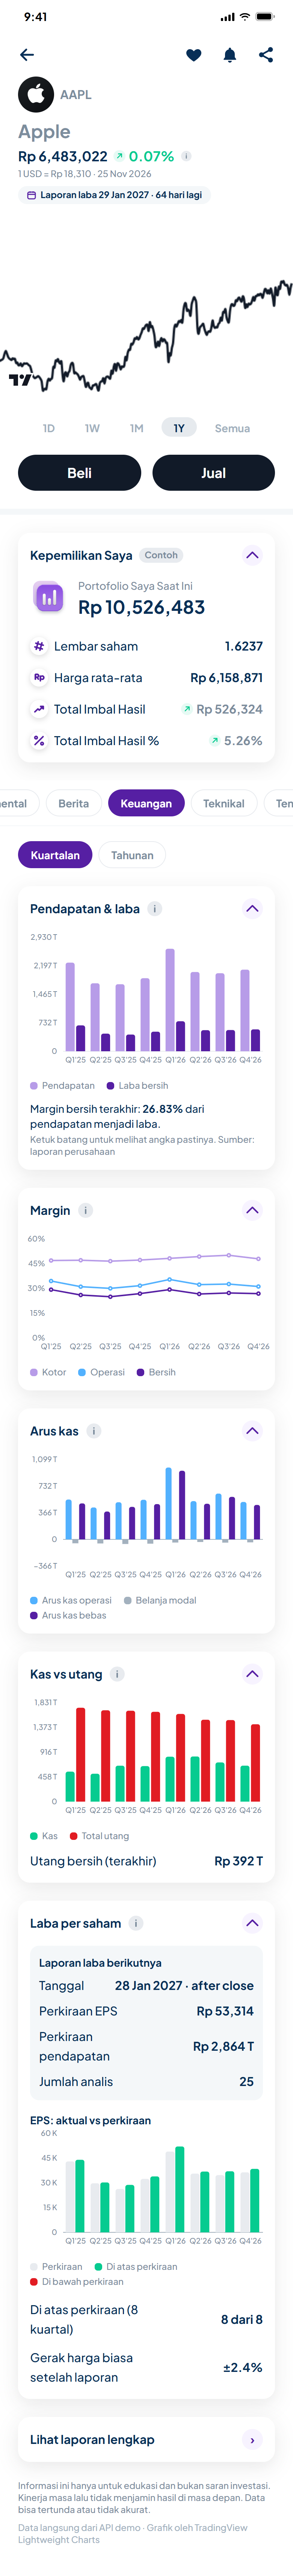 9:41
AAPL
Apple
Rp 6,483,022 0.07% i
1 USD = Rp 18,310 · 25 Nov 2026
Laporan laba 29 Jan 2027 · 64 hari lagi
1D 1W 1M 1Y Semua
Beli Jual
Kepemilikan Saya Contoh
Portofolio Saya Saat Ini
Rp 10,526,483
Lembar saham 1.6237
Rp Harga rata-rata Rp 6,158,871
Total Imbal Hasil Rp 526,324
Total Imbal Hasil % 5.26%
ental Berita Keuangan Teknikal Ten
Kuartalan Tahunan
Pendapatan & laba i
2,930 T
2,197 T
1,465 T
732 T
0
Q1'25 Q2'25 Q3'25 Q4'25 Q1'26 Q2'26 Q3'26 Q4'26
Pendapatan Laba bersih
Margin bersih terakhir: 26.83% dari
pendapatan menjadi laba.
Ketuk batang untuk melihat angka pastinya. Sumber:
laporan perusahaan
Margin i
60%
45%
30%
15%
0%
Q1'25 Q2'25 Q3'25 Q4'25 Q1'26 Q2'26 Q3'26 Q4'26
Kotor Operasi Bersih
Arus kas i
1,099 T
732 T
366 T
0
-366 T
Q1'25 Q2'25 Q3'25 Q4'25 Q1'26 Q2'26 Q3'26 Q4'26
Arus kas operasi Belanja modal
Arus kas bebas
Kas vs utang i
1,831 T
1,373 T
916 T
458 T
0
Q1'25 Q2'25 Q3'25 Q4'25 Q1'26 Q2'26 Q3'26 Q4'26
Kas Total utang
Utang bersih (terakhir) Rp 392 T
Laba per saham i
Laporan laba berikutnya
Tanggal 28 Jan 2027 · after close
Perkiraan EPS Rp 53,314
Perkiraan
pendapatan Rp 2,864 T
Jumlah analis 25
EPS: aktual vs perkiraan
60 K
45 K
30 K
15 K
0
Q1'25 Q2'25 Q3'25 Q4'25 Q1'26 Q2'26 Q3'26 Q4'26
Perkiraan Di atas perkiraan
Di bawah perkiraan
Di atas perkiraan (8
kuartal) 8 dari 8
Gerak harga biasa
setelah laporan ±2.4%
Lihat laporan lengkap
Informasi ini hanya untuk edukasi dan bukan saran investasi.
Kinerja masa lalu tidak menjamin hasil di masa depan. Data
bisa tertunda atau tidak akurat.
Data langsung dari API demo · Grafik oleh TradingView
Lightweight Charts